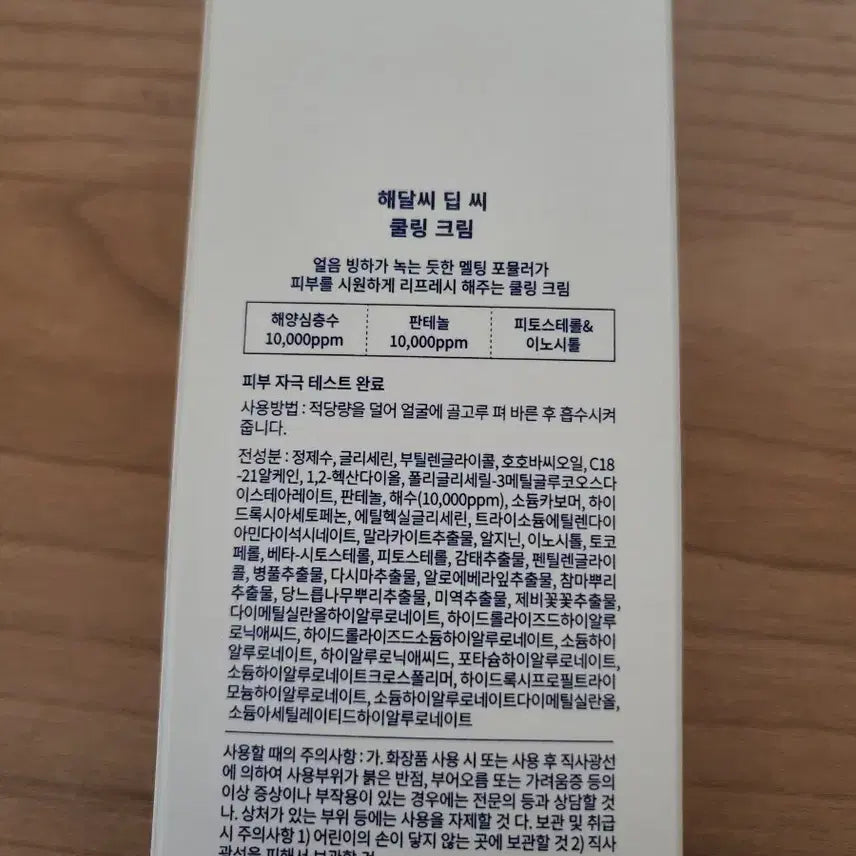 해달씨 딥 씨
쿨링 크림
얼음 빙하가 녹는 듯한 멜팅 포뮬러가
피부를 시원하게 리프레시 해주는 쿨링 크림
해양심층수
10,000ppm
판테놀
10,000ppm
피토스테롤&
이노시톨
피부 자극 테스트 완료
사용방법 : 적당량을 덜어 얼굴에 골고루 펴 바른 후 흡수시켜
줍니다.
전성분 : 정제수, 글리세린, 부틸렌글라이콜, 호호바씨오일, C18
-21알케인, 1,2-헥산다이올, 폴리글리세릴-3메틸글루코오스다
이스테아레이트, 판테놀, 해수(10,000ppm), 소듐카보머, 하이
드록시아세토페논, 에틸헥실글리세린, 트라이소듐에틸렌다이
아민다이석시네이트, 말라카이트추출물, 알지닌, 이노시톨, 토코
페롤, 베타-시토스테롤, 피토스테롤, 감태추출물, 펜틸렌글라이
콜, 병풀추출물, 다시마추출물, 알로에베라잎추출물, 참마뿌리
추출물, 당느릅나무뿌리추출물, 미역추출물, 제비꽃꽃추출물,
다이메틸실란올하이알루로네이트, 하이드롤라이즈드하이알루
로닉애씨드, 하이드롤라이즈드소듐하이알루로네이트, 소듐하이
알루로네이트, 하이알루로닉애씨드, 포타슘하이알루로네이트,
소듐하이알루로네이트크로스폴리머, 하이드록시프로필트라이
모늄하이알루로네이트, 소듐하이알루로네이트다이메틸실란올,
소듐아세틸레이티드하이알루로네이트
사용할 때의 주의사항 : 가. 화장품 사용 시 또는 사용 후 직사광선
에 의하여 사용부위가 붉은 반점, 부어오름 또는 가려움증 등의
이상 증상이나 부작용이 있는 경우에는 전문의 등과 상담할 것
나. 상처가 있는 부위 등에는 사용을 자제할 것 다. 보관 및 취급
시 주의사항 1) 어린이의 손이 닿지 않는 곳에 보관할 것 2) 직사
광선을 피해서 보관할 것